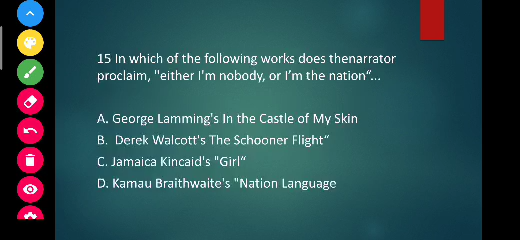 15 In which of the following works does thenarrator
proclaim, "either I'm nobody, or I’m the nation“...
A. George Lamming's In the Castle of My Skin
B. Derek Walcott's The Schooner Flight“
C. Jamaica Kincaid's "Girl“
D. Kamau Braithwaite's "Nation Language